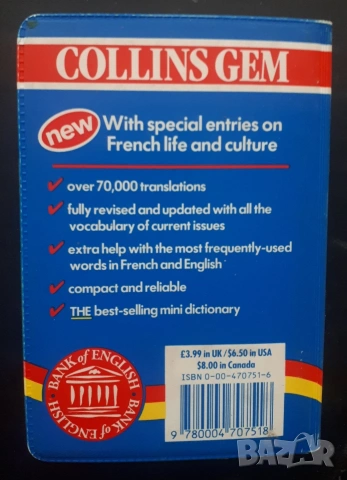 COLLINS GEM
new
With special entries on
French life and culture
over 70,000 translations
fully revised and updated with all the
vocabulary of current issues
extra help with the most frequently-used
words in French and English
compact and reliable
THE best-selling mini dictionary
BANK of ENGLISH · BANK of ENGLISH ·
£3.99 in UK / $6.50 in USA
$8.00 in Canada
ISBN 0-00-470751-6
9 780004 707518
BAZAR